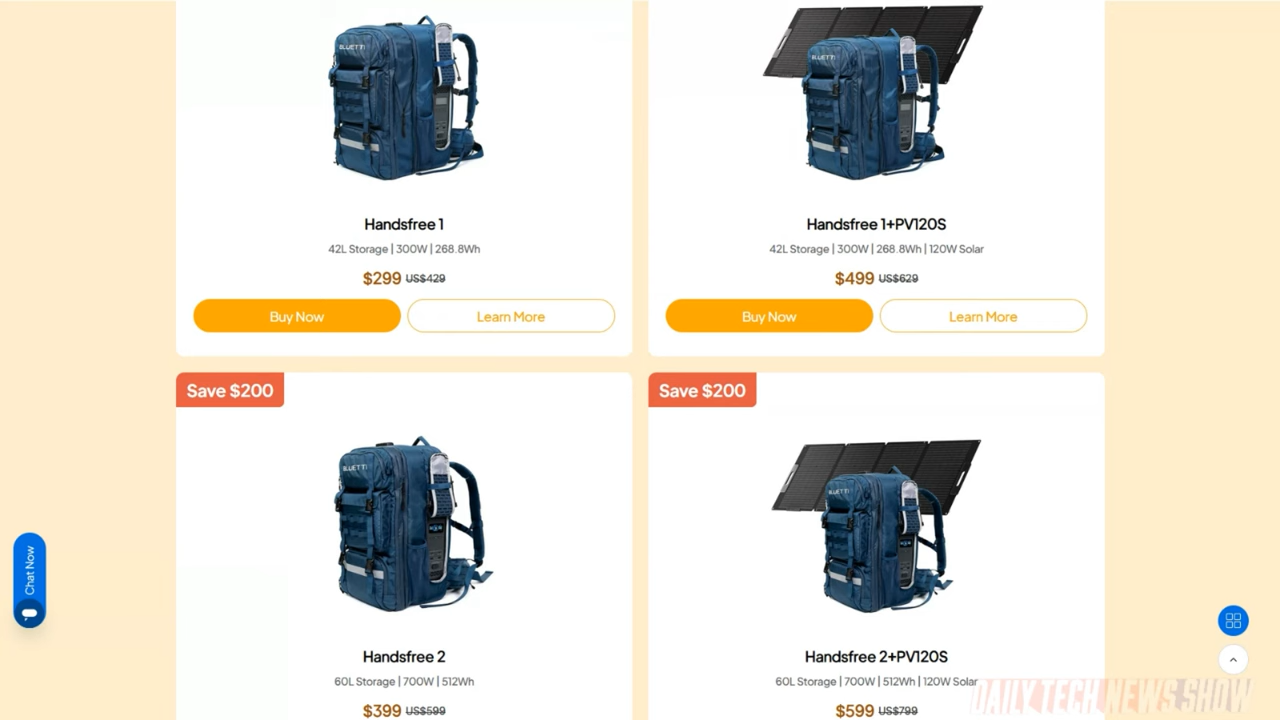 BLUETTI
BLUETTI
Handsfree 1
42L Storage | 300W | 268.8Wh
$299 US$429
Buy Now
Learn More
Handsfree 1+PV120S
42L Storage | 300W | 268.8Wh | 120W Solar
$499 US$629
Buy Now
Learn More
Save $200
BLUETTI
Handsfree 2
60L Storage | 700W | 512Wh
$399 US$599
Save $200
BLUETTI
Handsfree 2+PV120S
60L Storage | 700W | 512Wh | 120W Solar
$599 US$799
Chat Now
DAILY TECH NEWS SHOW